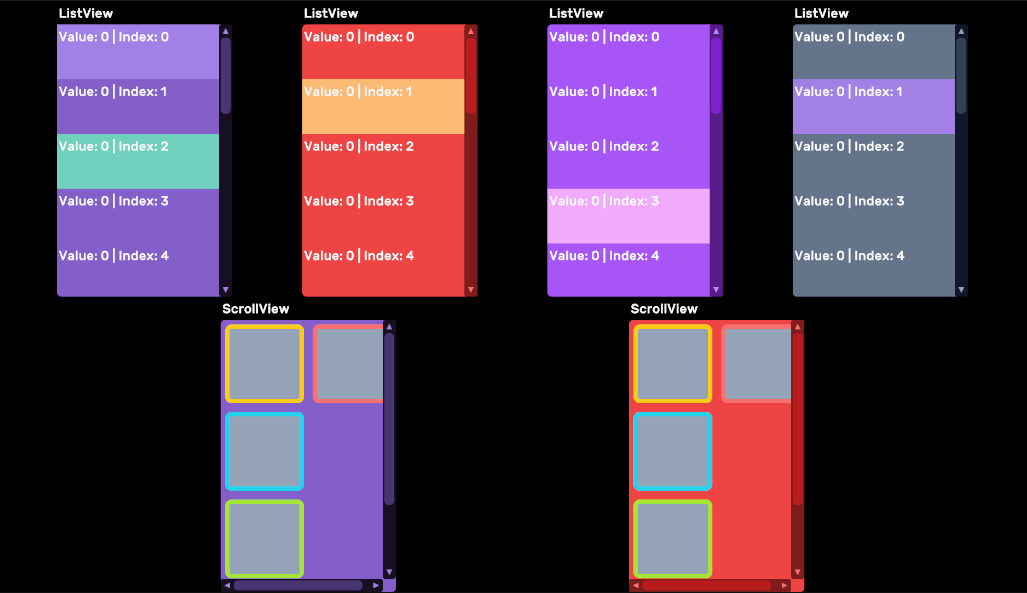 ListView
Value: 0 | Index: 0
Value: 0 | Index: 1
Value: 0 | Index: 2
Value: 0 | Index: 3
Value: 0 | Index: 4
ListView
Value: 0 | Index: 0
Value: 0 | Index: 1
Value: 0 | Index: 2
Value: 0 | Index: 3
Value: 0 | Index: 4
ListView
Value: 0 | Index: 0
Value: 0 | Index: 1
Value: 0 | Index: 2
Value: 0 | Index: 3
Value: 0 | Index: 4
ListView
Value: 0 | Index: 0
Value: 0 | Index: 1
Value: 0 | Index: 2
Value: 0 | Index: 3
Value: 0 | Index: 4
ScrollView
ScrollView